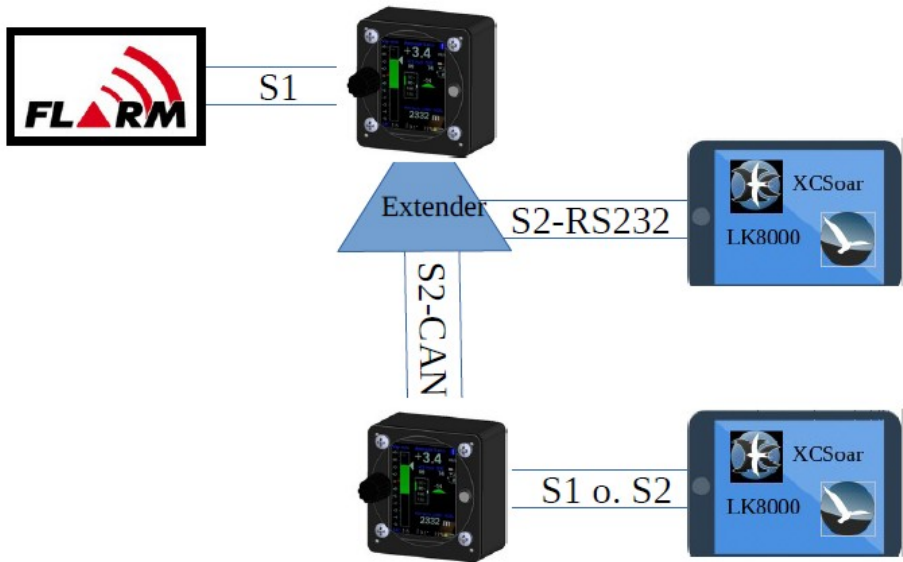 FLARM
S1
+3.4
2332 m
Extender
S2-RS232
XCSoar
LK8000
S2-CAN
+3.4
2332 m
S1 o. S2
XCSoar
LK8000